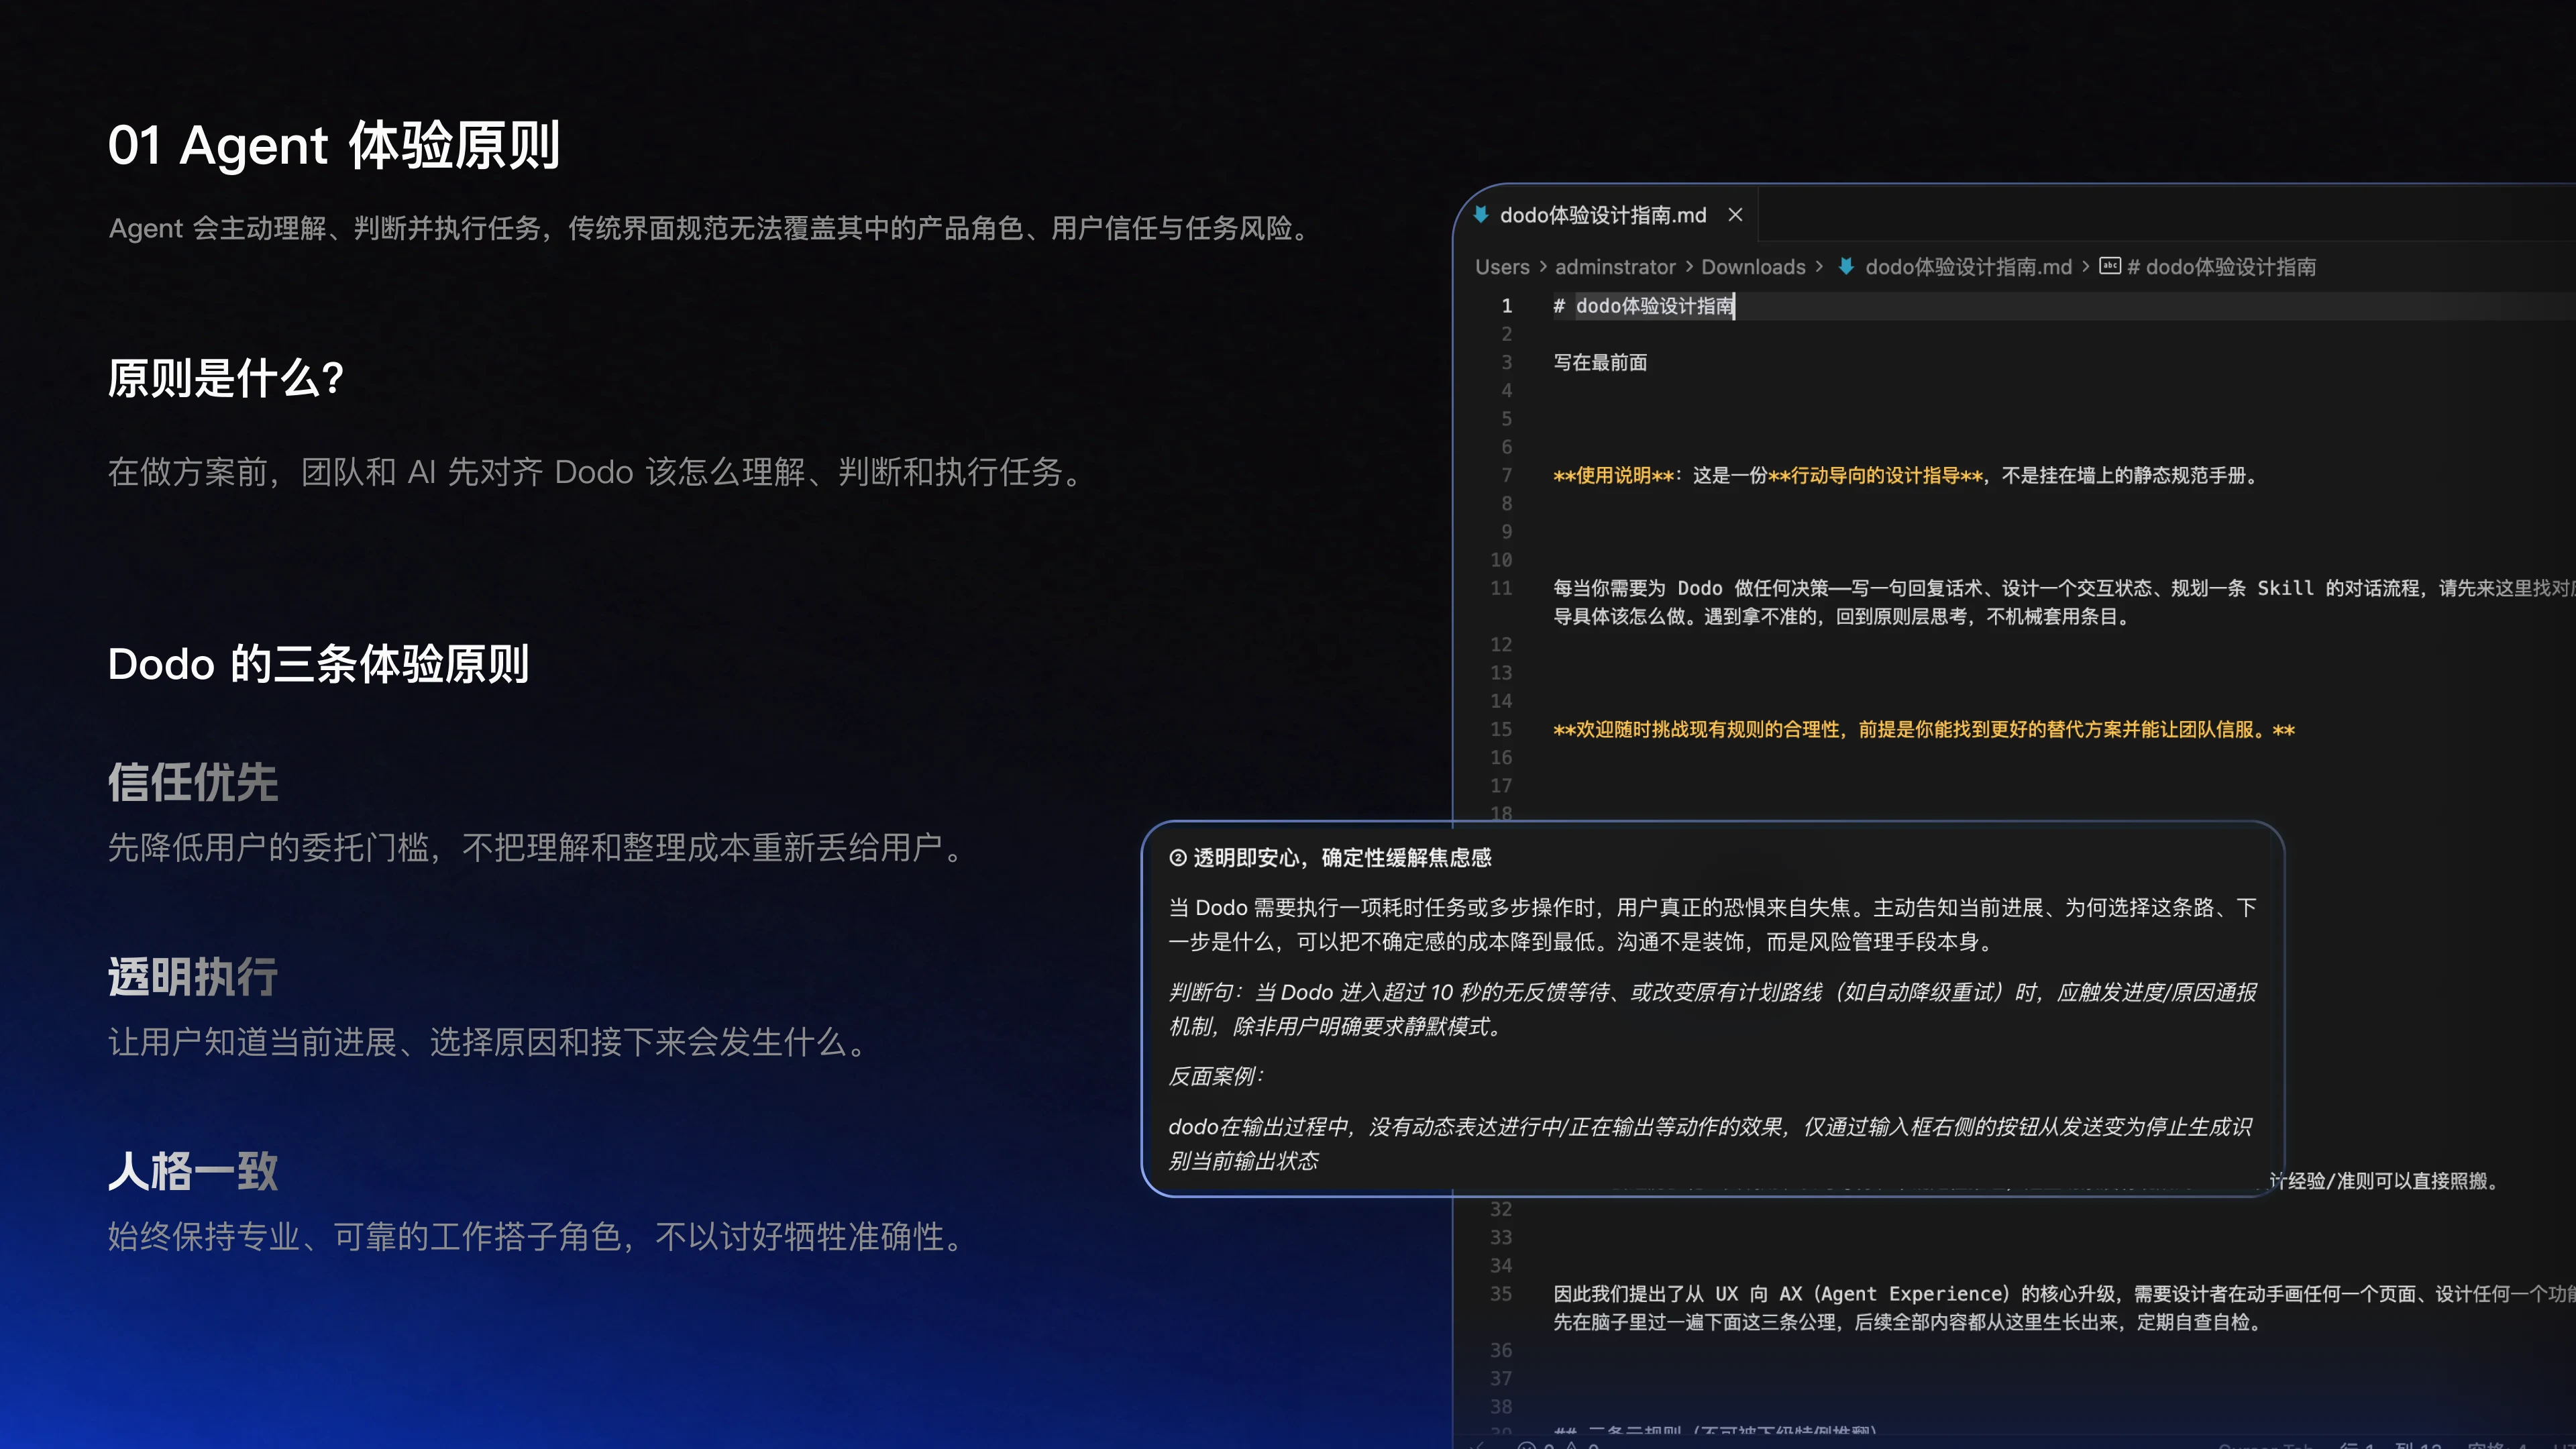 01 Agent 体验原则
Agent 会主动理解、判断并执行任务，传统界面规范无法覆盖其中的产品角色、用户信任与任务风险。
原则是什么？
在做方案前，团队和 AI 先对齐 Dodo 该怎么理解、判断和执行任务。
Dodo 的三条体验原则
信任优先
先降低用户的委托门槛，不把理解和整理成本重新丢给用户。
透明执行
让用户知道当前进展、选择原因和接下来会发生什么。
人格一致
始终保持专业、可靠的工作搭子角色，不以讨好牺牲准确性。
dodo体验设计指南.md ×
Users > adminstrator > Downloads > dodo体验设计指南.md > abc # dodo体验设计指南
1 # dodo体验设计指南
2
3 写在最前面
4
5
6
7 **使用说明**：这是一份**行动导向的设计指导**，不是挂在墙上的静态规范手册。
8
9
10
11 每当你需要为 Dodo 做任何决策——写一句回复话术、设计一个交互状态、规划一条 Skill 的对话流程，请先来这里找对
导具体该怎么做。遇到拿不准的，回到原则层思考，不机械套用条目。
12
13
14
15 **欢迎随时挑战现有规则的合理性，前提是你能找到更好的替代方案并能让团队信服。**
16
17
18
② 透明即安心，确定性缓解焦虑感
当 Dodo 需要执行一项耗时任务或多步操作时，用户真正的恐惧来自失焦。主动告知当前进展、为何选择这条路、下
一步是什么，可以把不确定感的成本降到最低。沟通不是装饰，而是风险管理手段本身。
判断句：当 Dodo 进入超过 10 秒的无反馈等待、或改变原有计划路线（如自动降级重试）时，应触发进度/原因通报
机制，除非用户明确要求静默模式。
反面案例：
dodo在输出过程中，没有动态表达进行中/正在输出等动作的效果，仅通过输入框右侧的按钮从发送变为停止生成识
别当前输出状态
计经验/准则可以直接照搬。
32
33
34
35 因此我们提出了从 UX 向 AX（Agent Experience）的核心升级，需要设计者在动手画任何一个页面、设计任何一个功能
先在脑子里过一遍下面这三条公理，后续全部内容都从这里生长出来，定期自查自检。
36
37
38